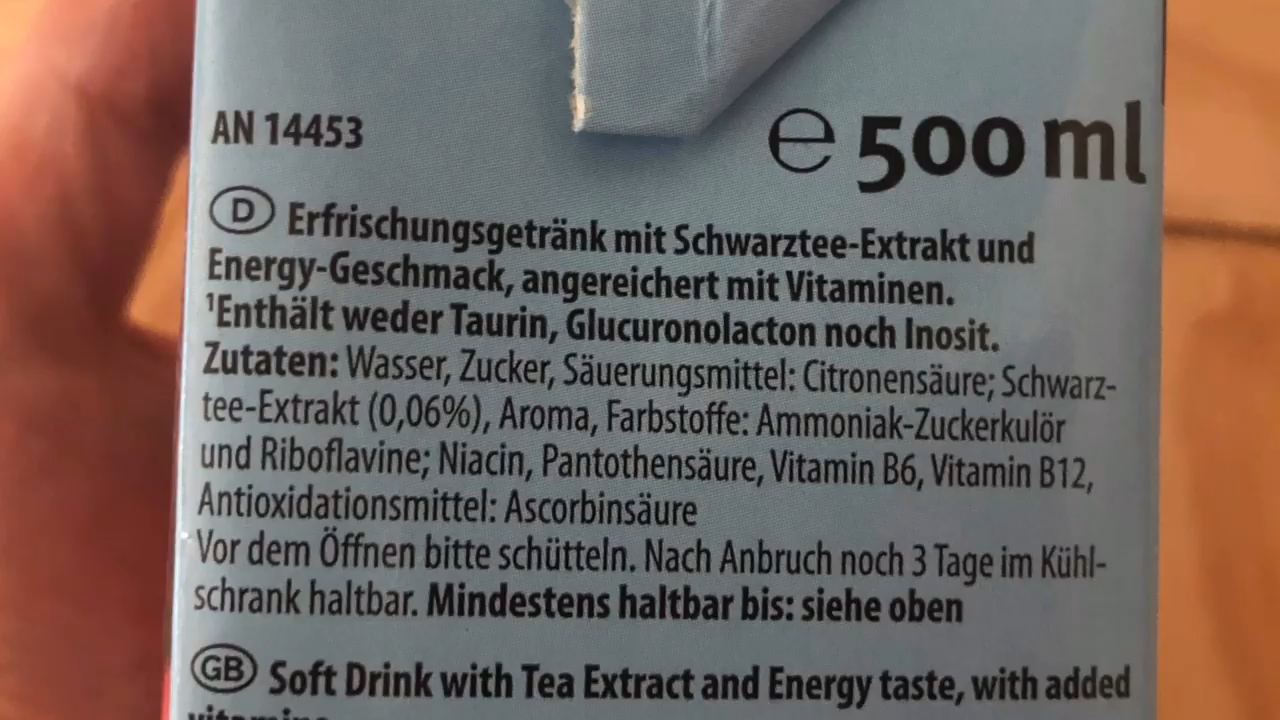 AN 14453
℮ 500 ml
D Erfrischungsgetränk mit Schwarztee-Extrakt und
Energy-Geschmack, angereichert mit Vitaminen.
¹Enthält weder Taurin, Glucuronolacton noch Inosit.
Zutaten: Wasser, Zucker, Säuerungsmittel: Citronensäure; Schwarz-
tee-Extrakt (0,06%), Aroma, Farbstoffe: Ammoniak-Zuckerkulör
und Riboflavine; Niacin, Pantothensäure, Vitamin B6, Vitamin B12,
Antioxidationsmittel: Ascorbinsäure
Vor dem Öffnen bitte schütteln. Nach Anbruch noch 3 Tage im Kühl-
schrank haltbar. Mindestens haltbar bis: siehe oben
GB Soft Drink with Tea Extract and Energy taste, with added